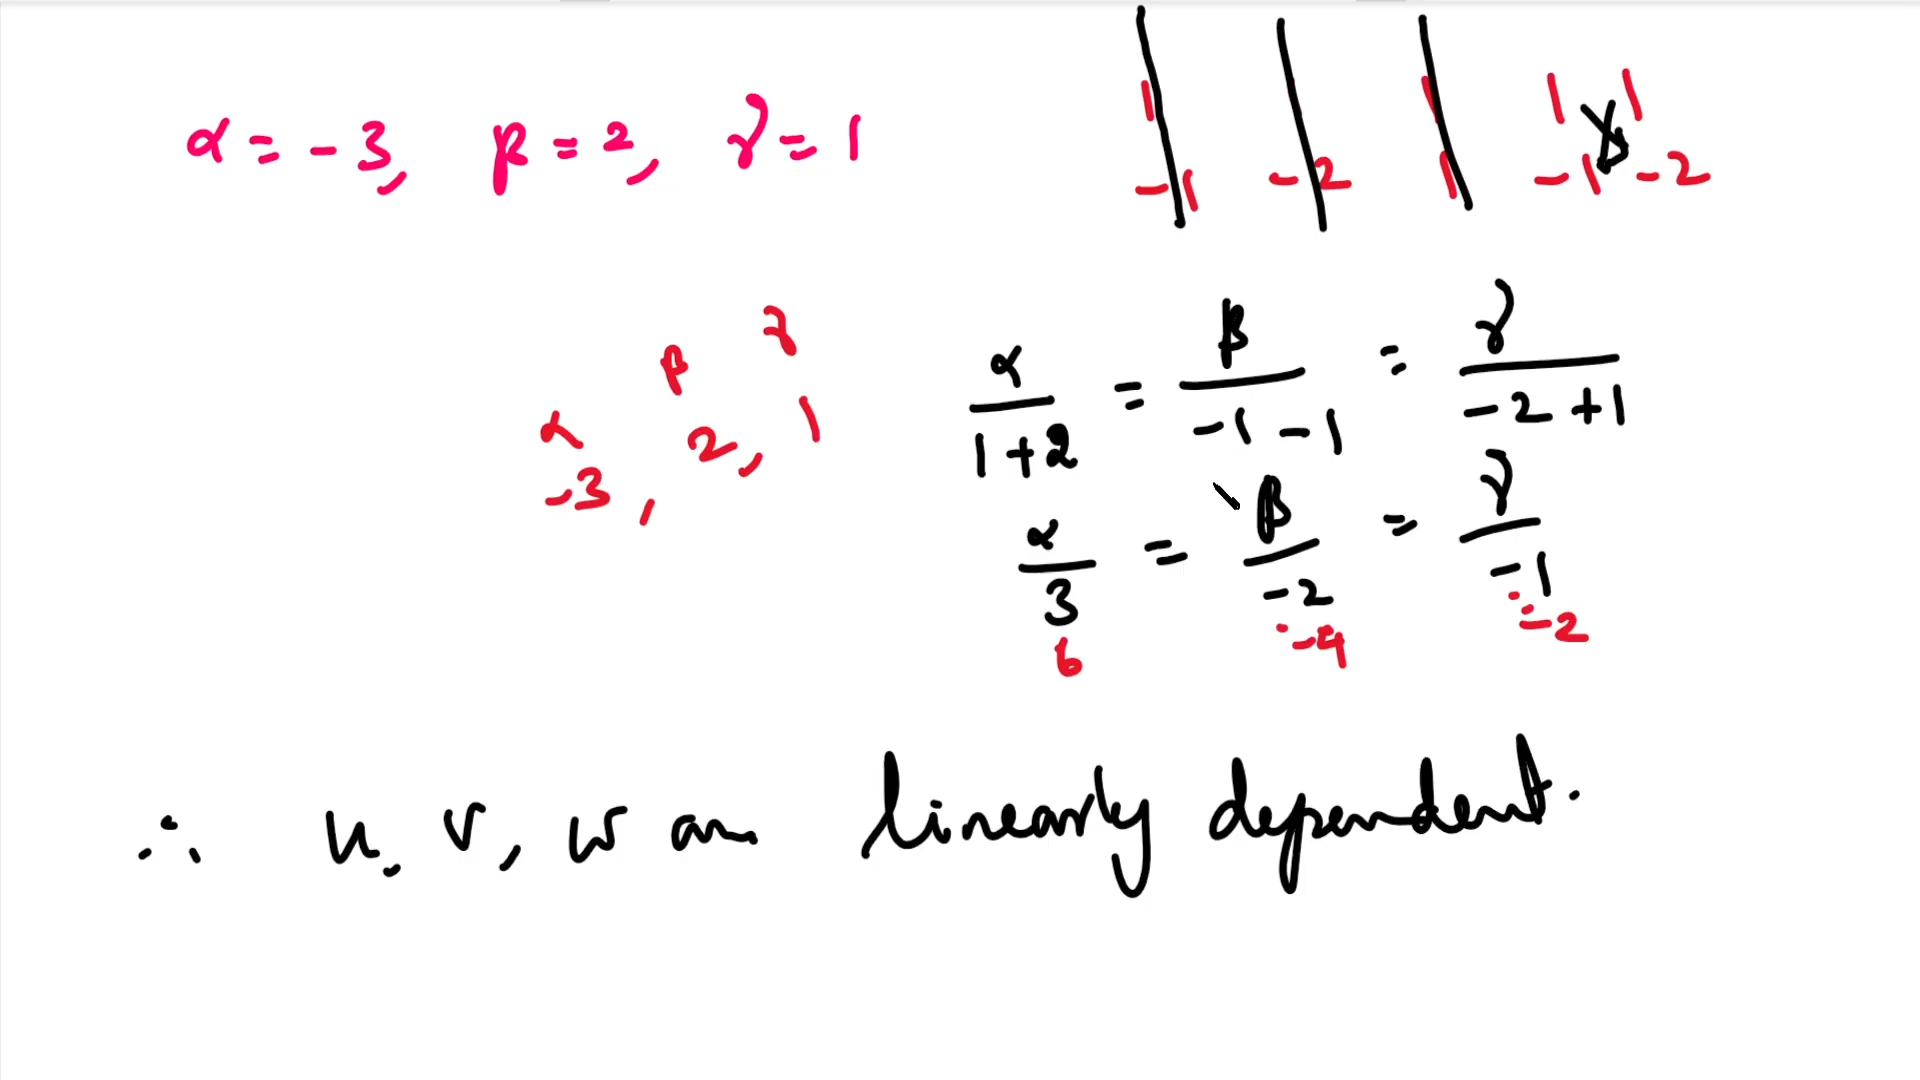 α = -3, β = 2, γ = 1
1 1 1 1
-1 -2 1 -1 -2
α β γ
-3, 2, 1
α/1+2 = β/-1-1 = γ/-2+1
α/3 = β/-2 = γ/-1
6 -4 -2
∴ u, v, w are linearly dependent.